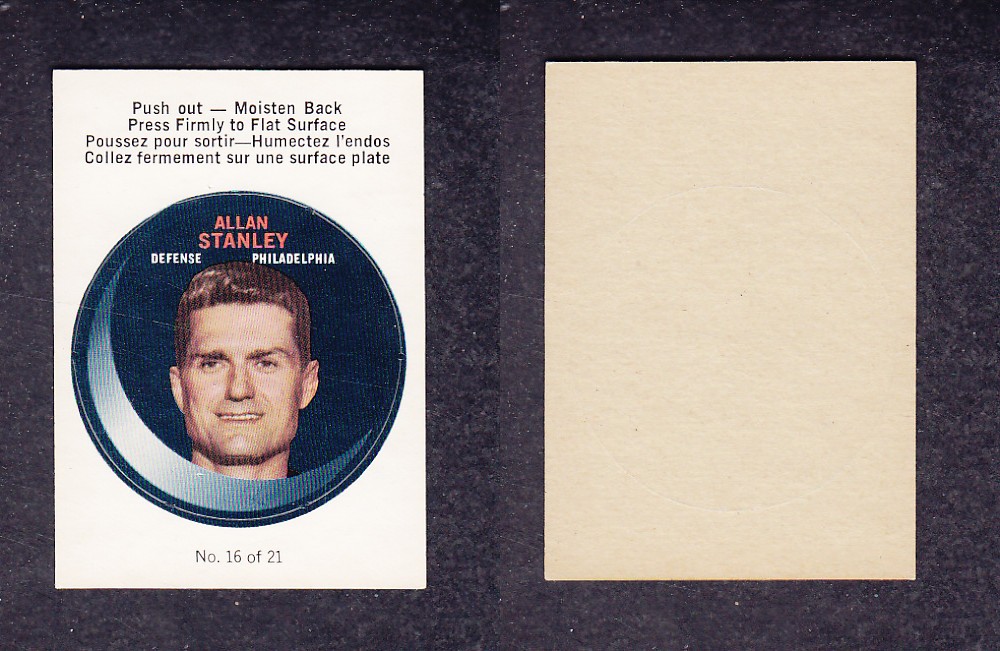 Push out — Moisten Back
Press Firmly to Flat Surface
Poussez pour sortir—Humectez l'endos
Collez fermement sur une surface plate
ALLAN
STANLEY
DEFENSE PHILADELPHIA
No. 16 of 21